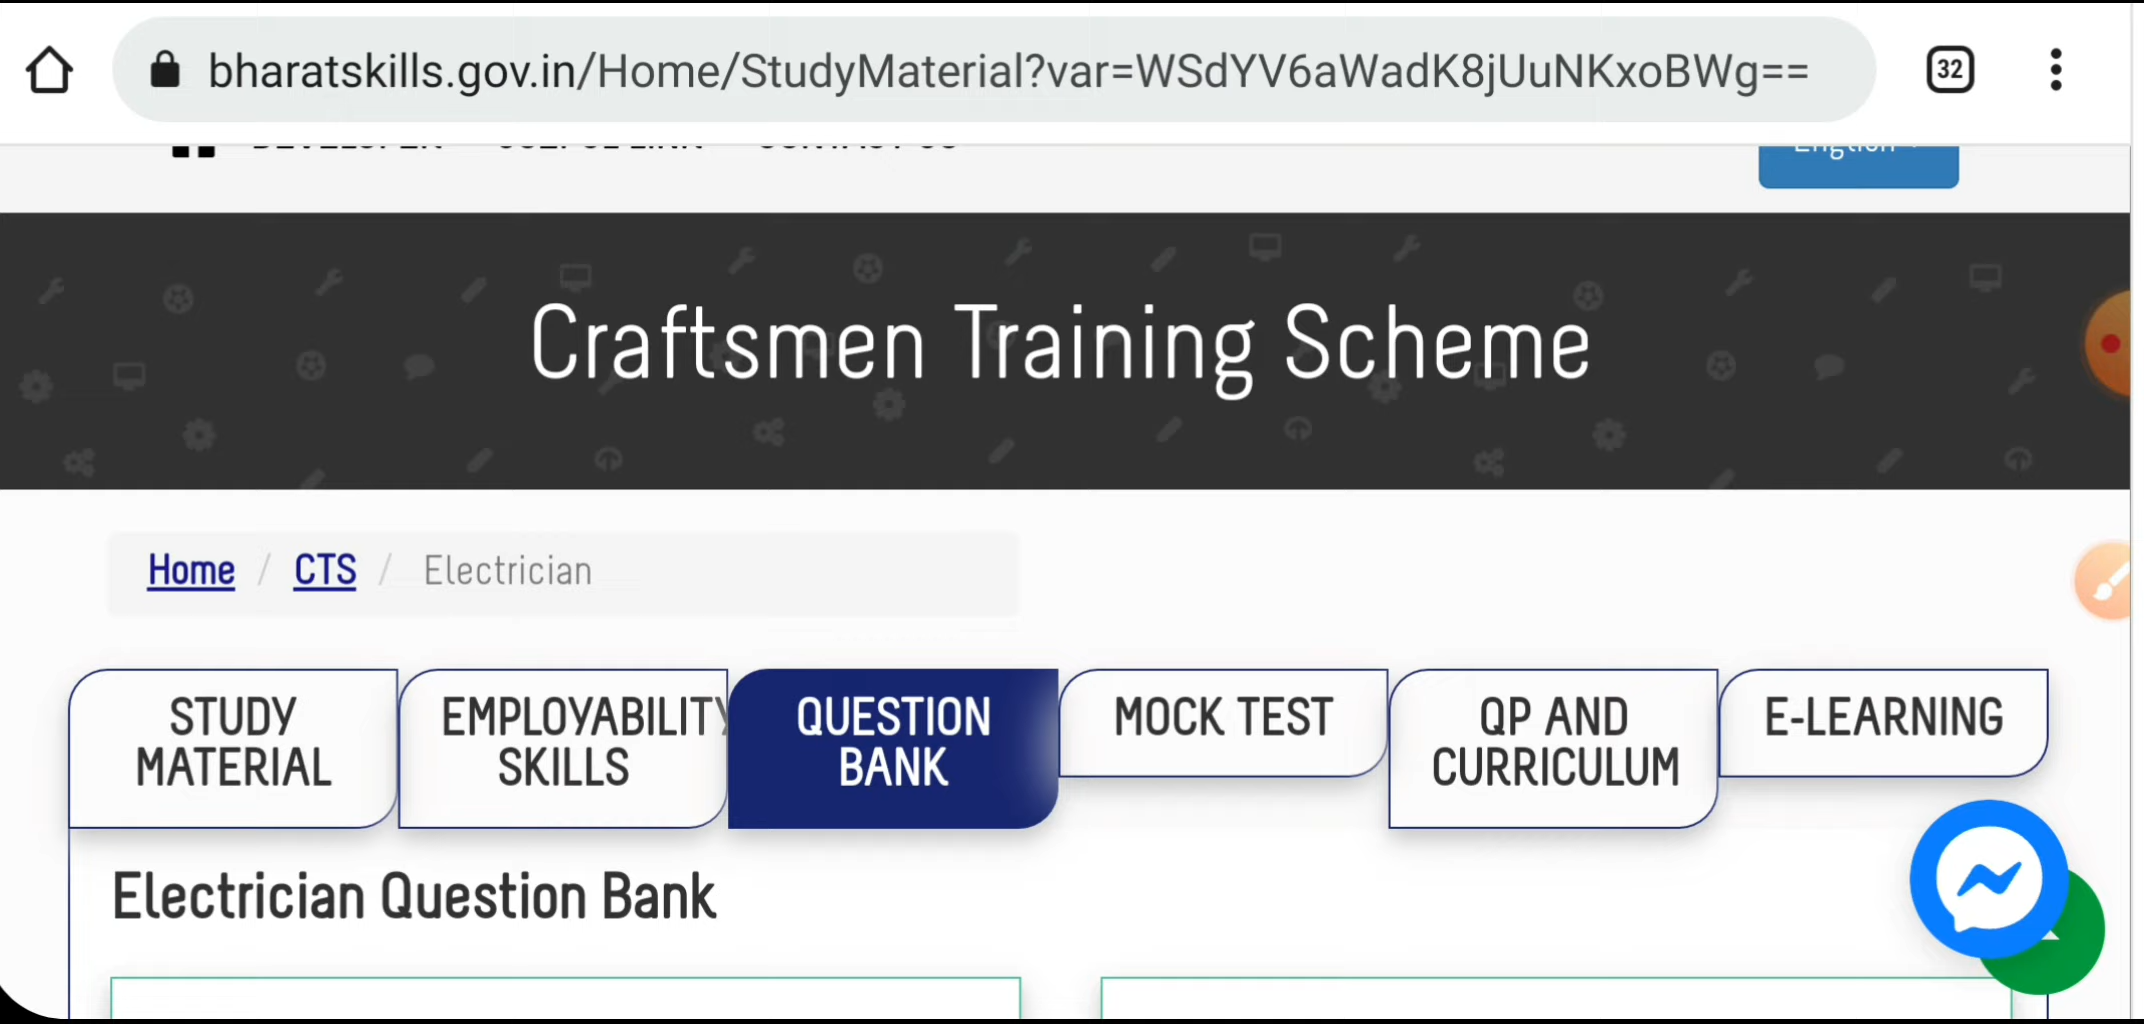 bharatskills.gov.in/Home/StudyMaterial?var=WSdYV6aWadK8jUuNKxoBWg==
32
Craftsmen Training Scheme
Home / CTS / Electrician
STUDY
MATERIAL
EMPLOYABILITY
SKILLS
QUESTION
BANK
MOCK TEST
QP AND
CURRICULUM
E-LEARNING
Electrician Question Bank